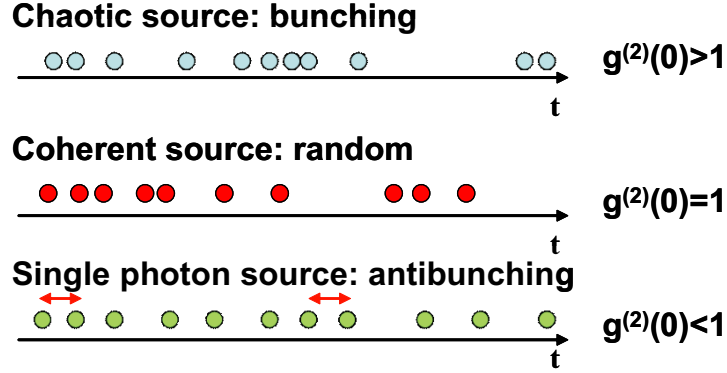 Chaotic source: bunching
g⁽²⁾(0)>1
t
Coherent source: random
g⁽²⁾(0)=1
t
Single photon source: antibunching
g⁽²⁾(0)<1
t